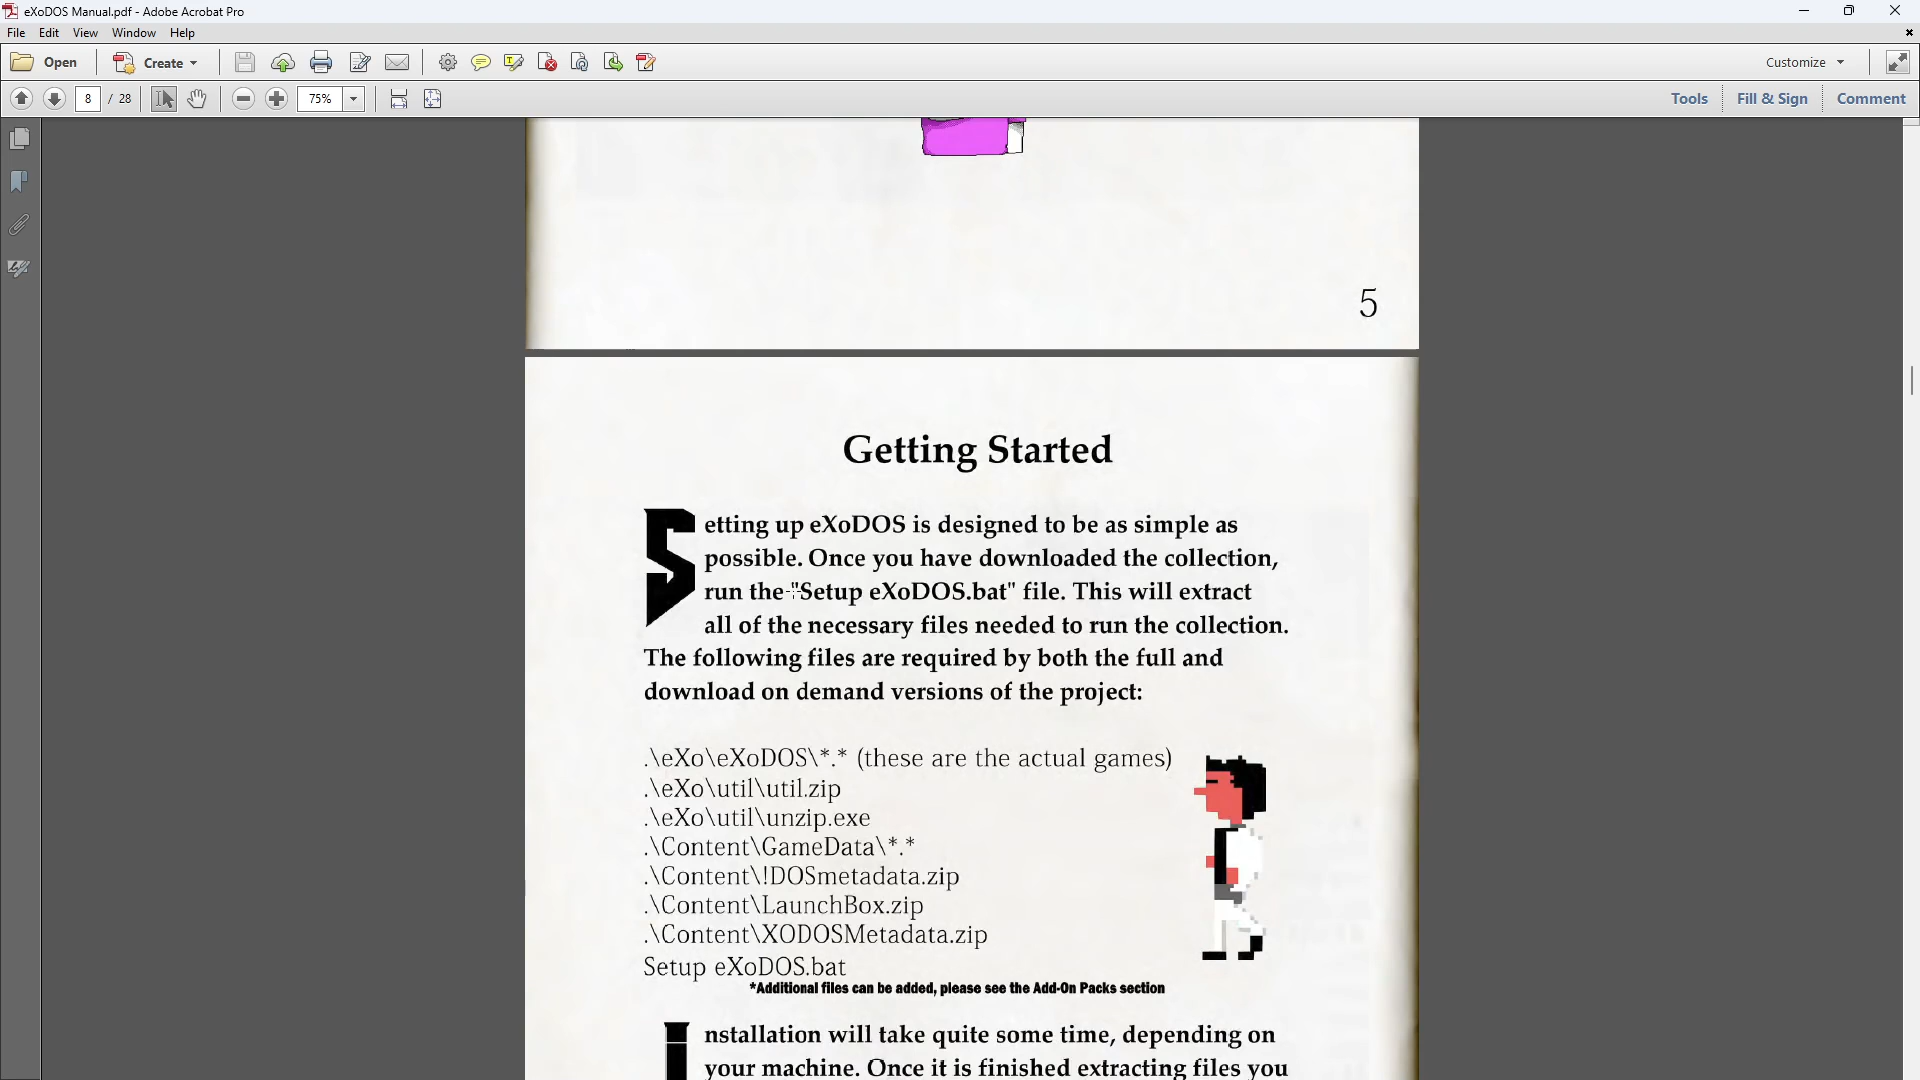 eXoDOS Manual.pdf - Adobe Acrobat Pro
File Edit View Window Help
Open Create Customize
8 / 28 75% Tools Fill & Sign Comment
5
Getting Started
Setting up eXoDOS is designed to be as simple as
possible. Once you have downloaded the collection,
run the "Setup eXoDOS.bat" file. This will extract
all of the necessary files needed to run the collection.
The following files are required by both the full and
download on demand versions of the project:
.\eXo\eXoDOS\*.* (these are the actual games)
.\eXo\util\util.zip
.\eXo\util\unzip.exe
.\Content\GameData\*.*
.\Content\!DOSmetadata.zip
.\Content\LaunchBox.zip
.\Content\XODOSMetadata.zip
Setup eXoDOS.bat
*Additional files can be added, please see the Add-On Packs section
Installation will take quite some time, depending on
your machine. Once it is finished extracting files you